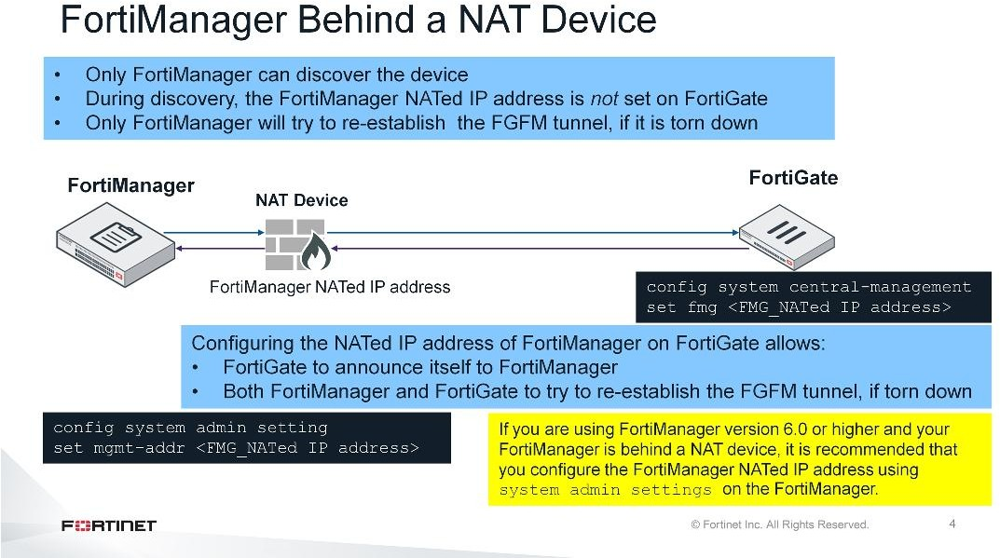 FortiManager Behind a NAT Device
• Only FortiManager can discover the device
• During discovery, the FortiManager NATed IP address is not set on FortiGate
• Only FortiManager will try to re-establish the FGFM tunnel, if it is torn down
FortiManager
NAT Device
FortiGate
FortiManager NATed IP address
config system central-management
set fmg <FMG_NATed IP address>
Configuring the NATed IP address of FortiManager on FortiGate allows:
• FortiGate to announce itself to FortiManager
• Both FortiManager and FortiGate to try to re-establish the FGFM tunnel, if torn down
config system admin setting
set mgmt-addr <FMG_NATed IP address>
If you are using FortiManager version 6.0 or higher and your
FortiManager is behind a NAT device, it is recommended that
you configure the FortiManager NATed IP address using
system admin settings on the FortiManager.
FORTINET
© Fortinet Inc. All Rights Reserved.
4